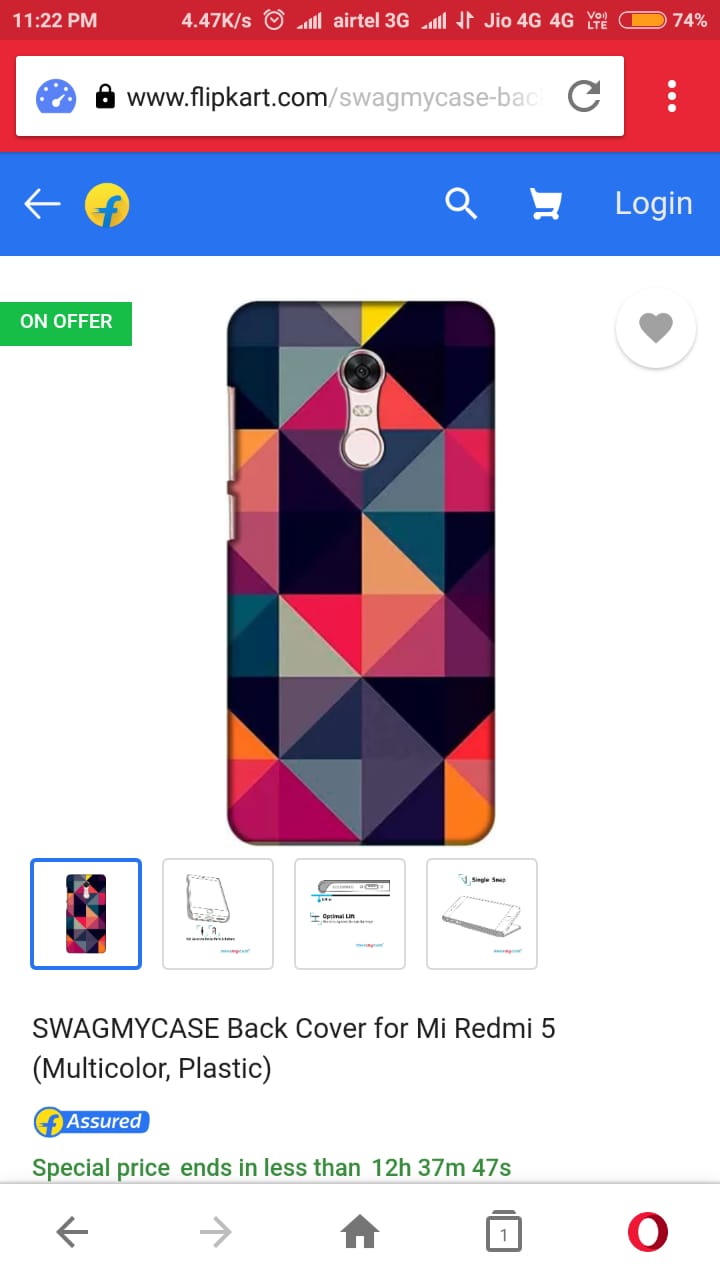 11:22 PM 4.47K/s airtel 3G Jio 4G 4G Vo)) LTE 74%
www.flipkart.com/swagmycase-bac
Login
ON OFFER
Optimal Lift
Single Snap
SWAGMYCASE Back Cover for Mi Redmi 5
(Multicolor, Plastic)
Assured
Special price ends in less than 12h 37m 47s
1